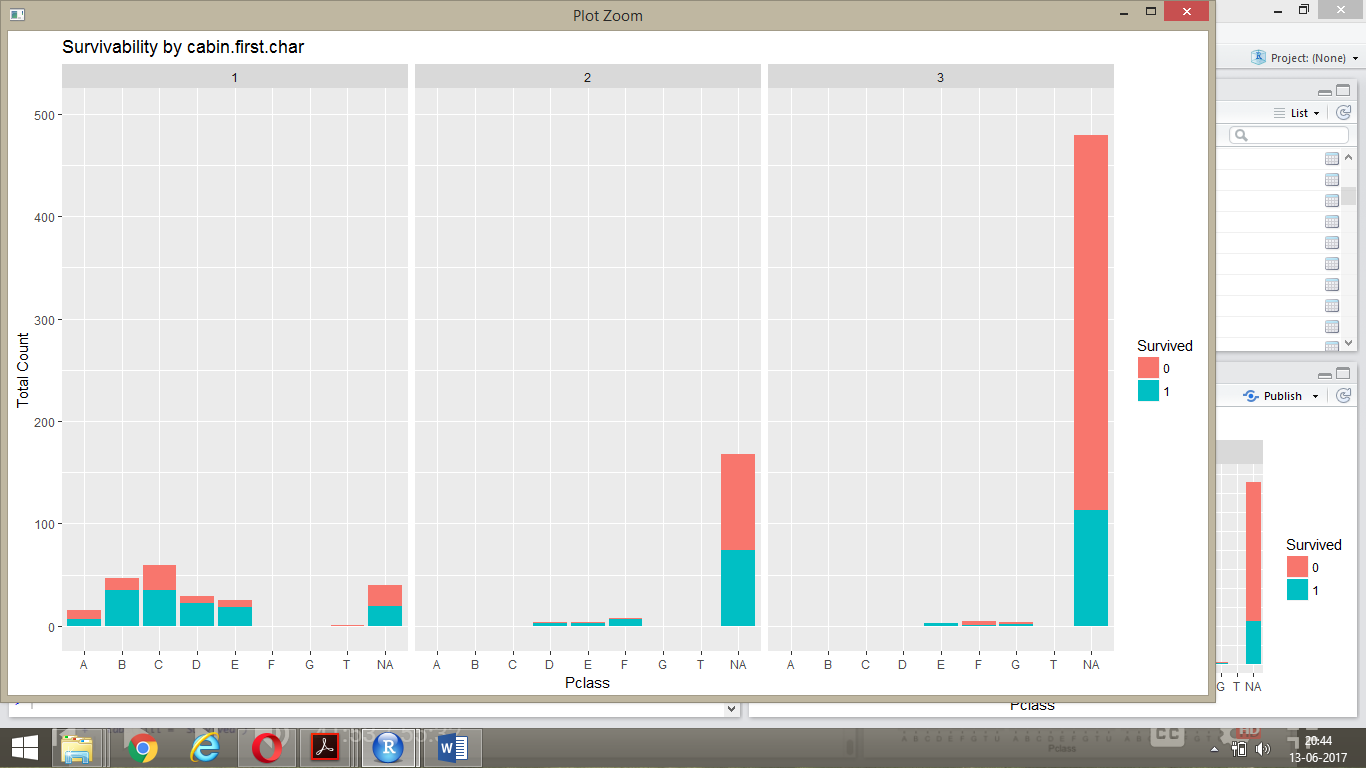 Plot Zoom
Survivability by cabin.first.char
1 2 3
500
400
300
200
100
0
Total Count
A B C D E F G T NA A B C D E F G T NA A B C D E F G T NA
Pclass
Survived
0
1
Project: (None)
List
Publish
Survived
0
1
G T NA
Pclass
CC
HD
20:44
13-06-2017